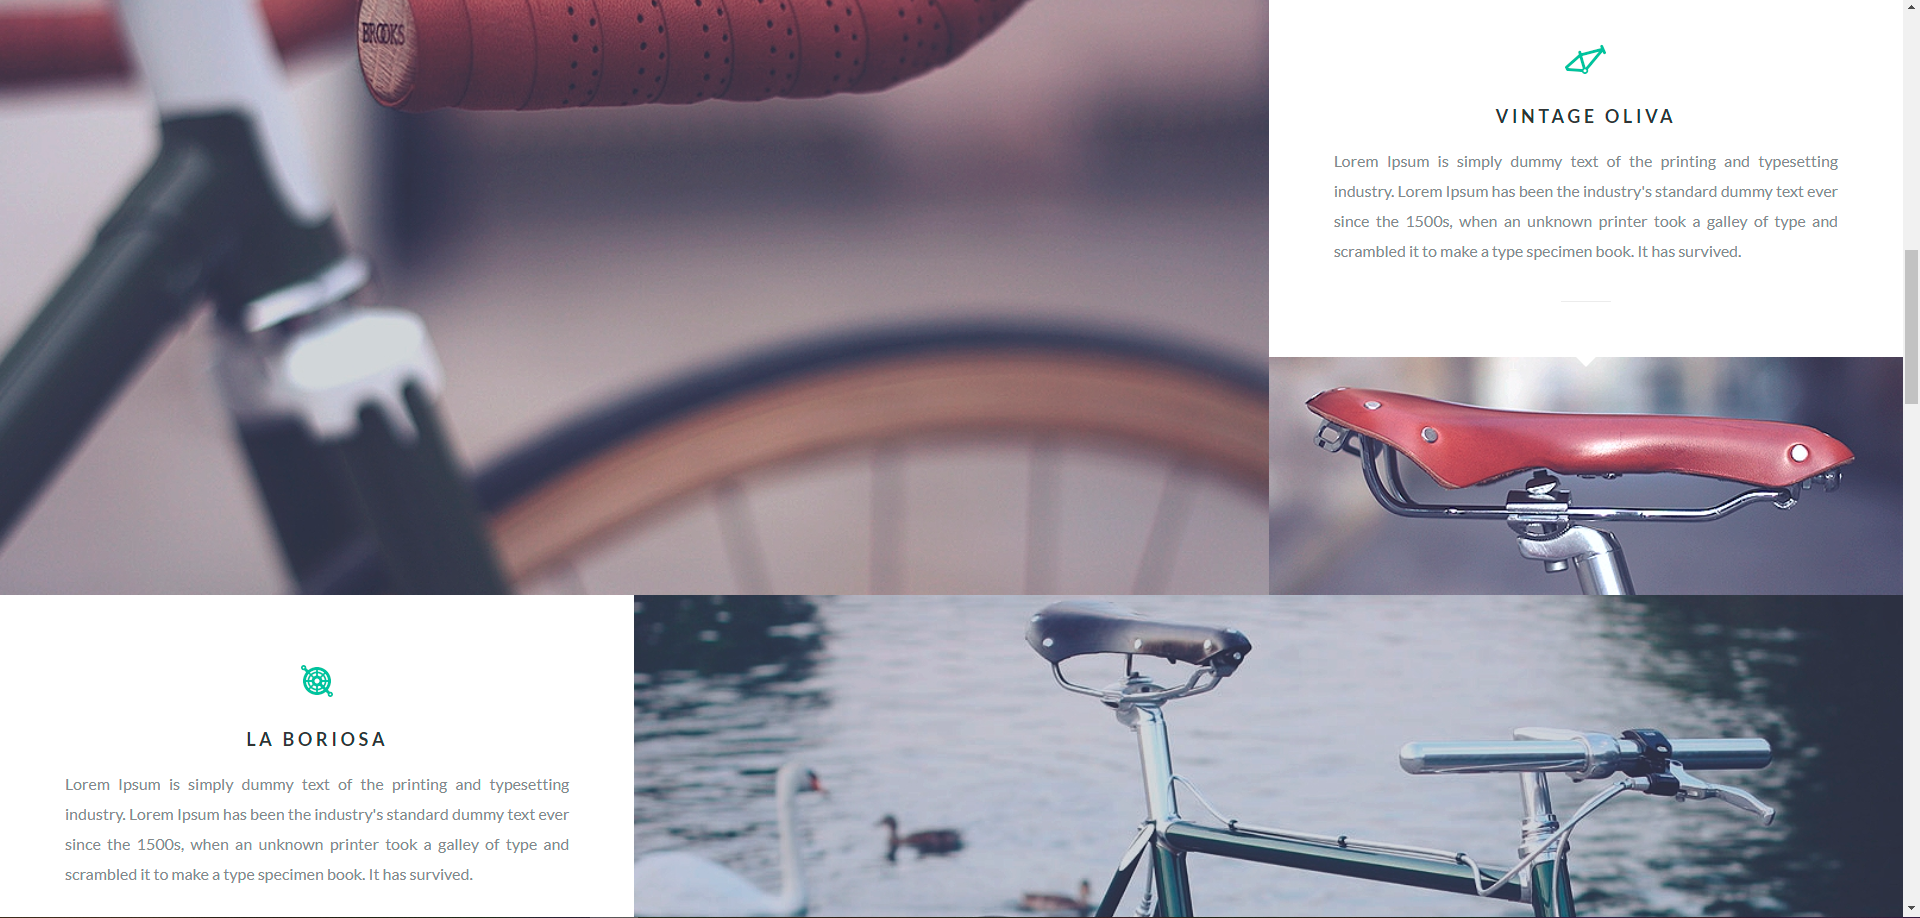 BROOKS
VINTAGE OLIVA
Lorem Ipsum is simply dummy text of the printing and typesetting
industry. Lorem Ipsum has been the industry's standard dummy text ever
since the 1500s, when an unknown printer took a galley of type and
scrambled it to make a type specimen book. It has survived.
LA BORIOSA
Lorem Ipsum is simply dummy text of the printing and typesetting
industry. Lorem Ipsum has been the industry's standard dummy text ever
since the 1500s, when an unknown printer took a galley of type and
scrambled it to make a type specimen book. It has survived.